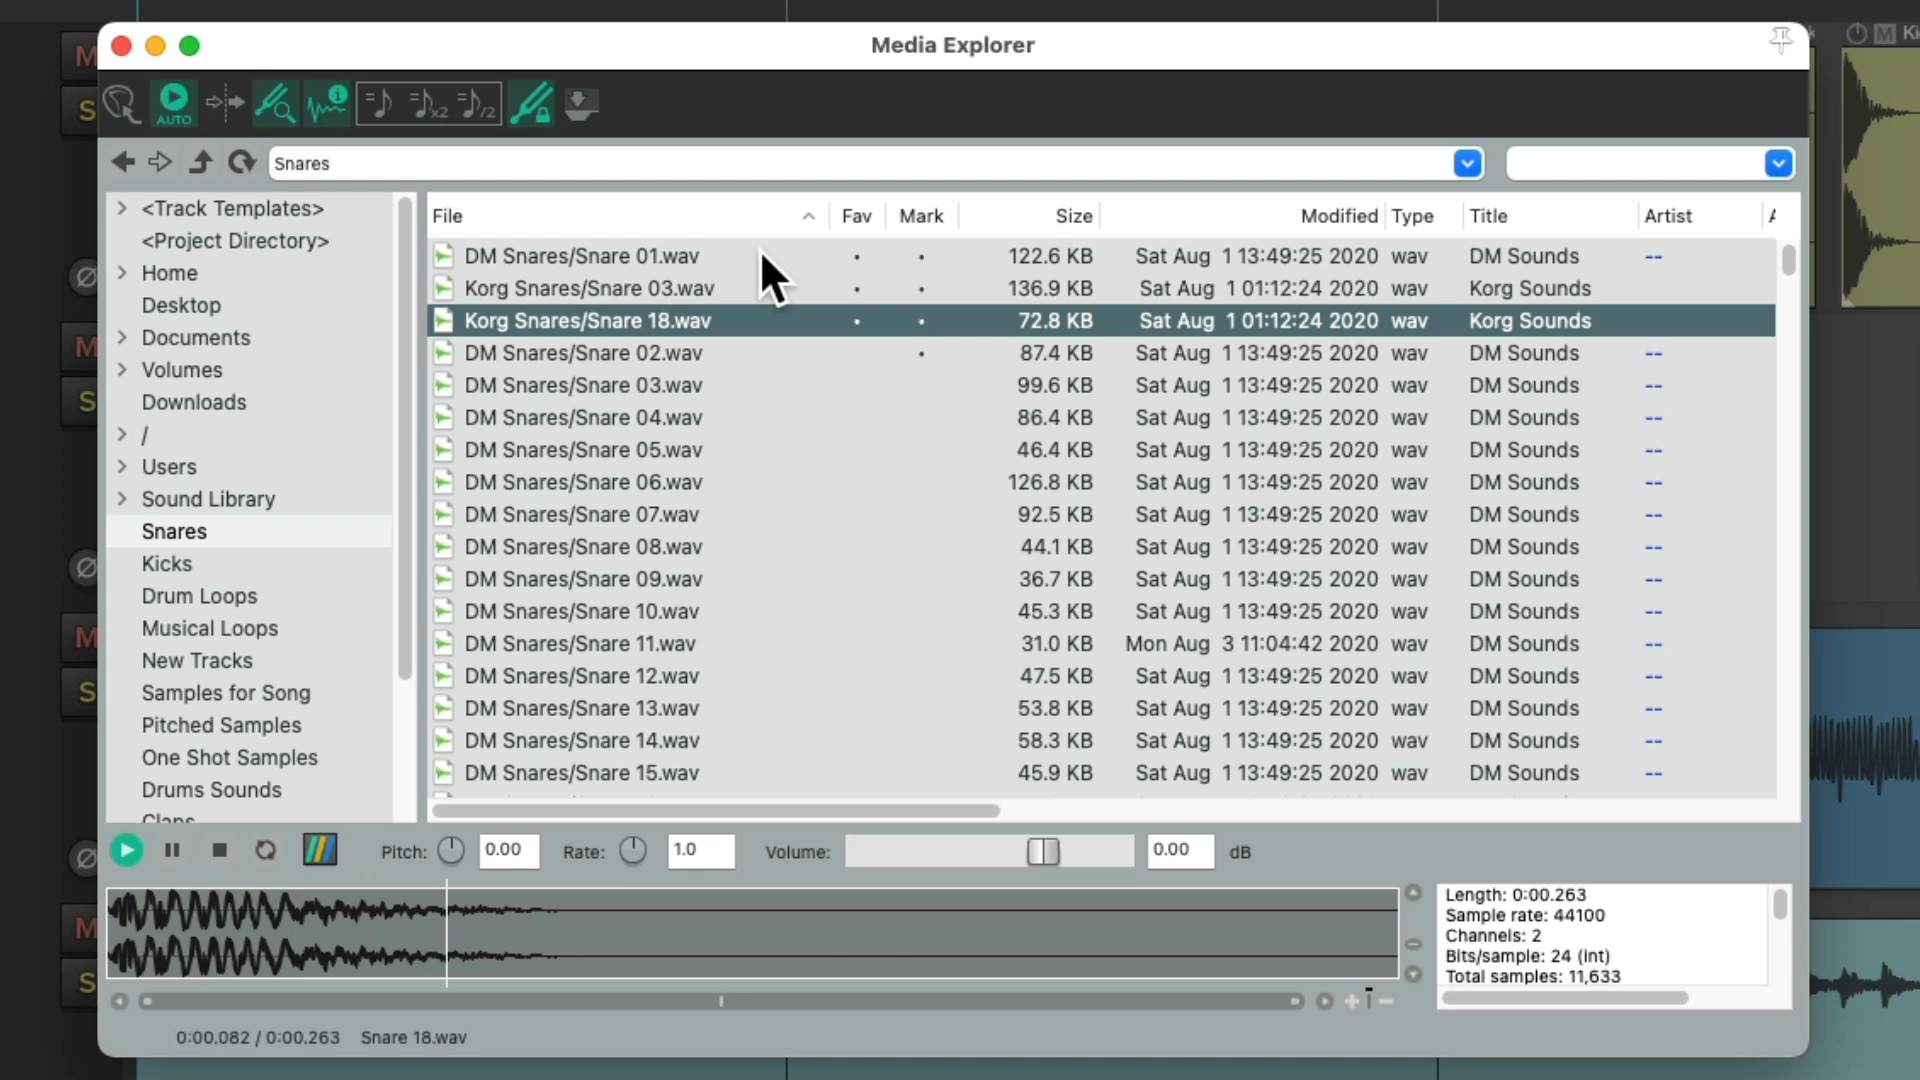 Media Explorer
M
S
AUTO
x2
/2
M
Ki
Snares
<Track Templates>
<Project Directory>
Home
Desktop
Documents
Volumes
Downloads
/
Users
Sound Library
Snares
Kicks
Drum Loops
Musical Loops
New Tracks
Samples for Song
Pitched Samples
One Shot Samples
Drums Sounds
File Fav Mark Size Modified Type Title Artist
DM Snares/Snare 01.wav • • 122.6 KB Sat Aug 1 13:49:25 2020 wav DM Sounds --
Korg Snares/Snare 03.wav • • 136.9 KB Sat Aug 1 01:12:24 2020 wav Korg Sounds
Korg Snares/Snare 18.wav • • 72.8 KB Sat Aug 1 01:12:24 2020 wav Korg Sounds
DM Snares/Snare 02.wav • 87.4 KB Sat Aug 1 13:49:25 2020 wav DM Sounds --
DM Snares/Snare 03.wav 99.6 KB Sat Aug 1 13:49:25 2020 wav DM Sounds --
DM Snares/Snare 04.wav 86.4 KB Sat Aug 1 13:49:25 2020 wav DM Sounds --
DM Snares/Snare 05.wav 46.4 KB Sat Aug 1 13:49:25 2020 wav DM Sounds --
DM Snares/Snare 06.wav 126.8 KB Sat Aug 1 13:49:25 2020 wav DM Sounds --
DM Snares/Snare 07.wav 92.5 KB Sat Aug 1 13:49:25 2020 wav DM Sounds --
DM Snares/Snare 08.wav 44.1 KB Sat Aug 1 13:49:25 2020 wav DM Sounds --
DM Snares/Snare 09.wav 36.7 KB Sat Aug 1 13:49:25 2020 wav DM Sounds --
DM Snares/Snare 10.wav 45.3 KB Sat Aug 1 13:49:25 2020 wav DM Sounds --
DM Snares/Snare 11.wav 31.0 KB Mon Aug 3 11:04:42 2020 wav DM Sounds --
DM Snares/Snare 12.wav 47.5 KB Sat Aug 1 13:49:25 2020 wav DM Sounds --
DM Snares/Snare 13.wav 53.8 KB Sat Aug 1 13:49:25 2020 wav DM Sounds --
DM Snares/Snare 14.wav 58.3 KB Sat Aug 1 13:49:25 2020 wav DM Sounds --
DM Snares/Snare 15.wav 45.9 KB Sat Aug 1 13:49:25 2020 wav DM Sounds --
M
S
M
S
M
S
Pitch: 0.00 Rate: 1.0 Volume: 0.00 dB
Length: 0:00.263
Sample rate: 44100
Channels: 2
Bits/sample: 24 (int)
Total samples: 11,633
0:00.082 / 0:00.263 Snare 18.wav